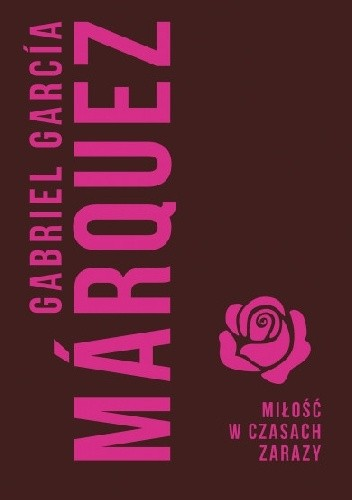 GABRIEL GARCÍA
MÁRQUEZ
MIŁOŚĆ
W CZASACH
ZARAZY